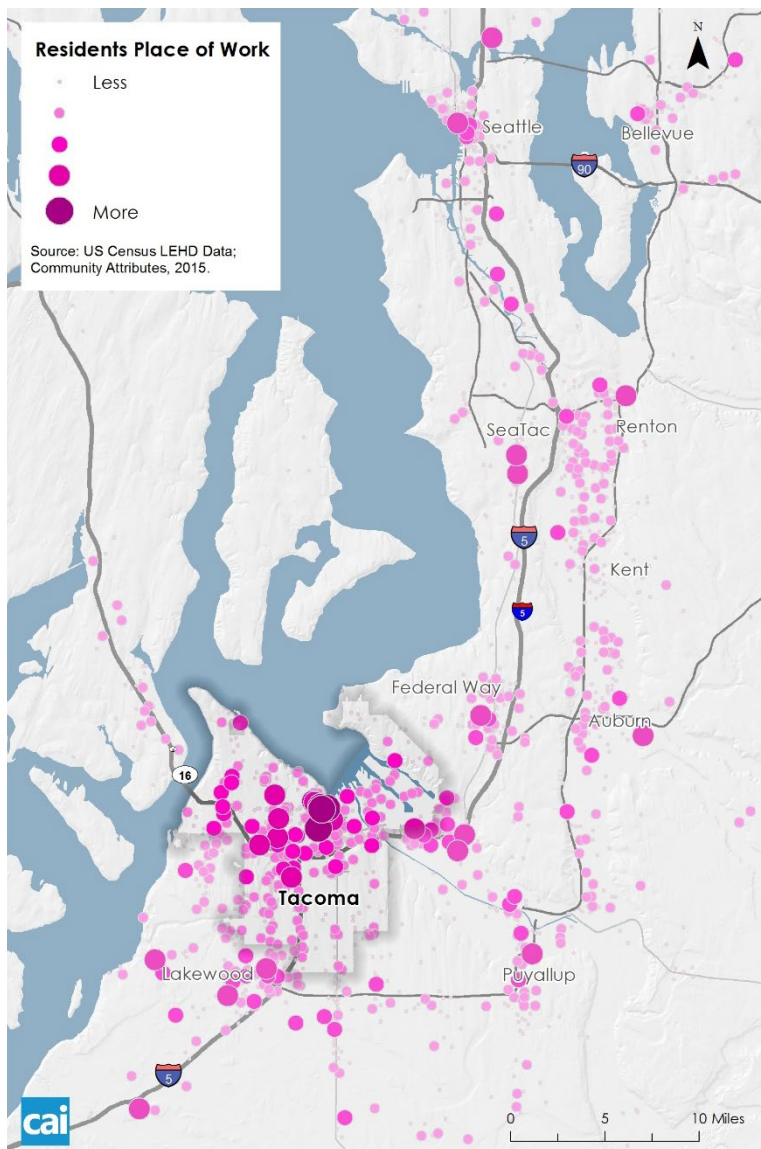 Residents Place of Work
Less
More
Source: US Census LEHD Data;
Community Attributes, 2015.
N
Seattle
Bellevue
90
SeaTac
Renton
5
Kent
5
Federal Way
Auburn
16
Tacoma
Lakewood
Puyallup
5
cai
0 5 10 Miles